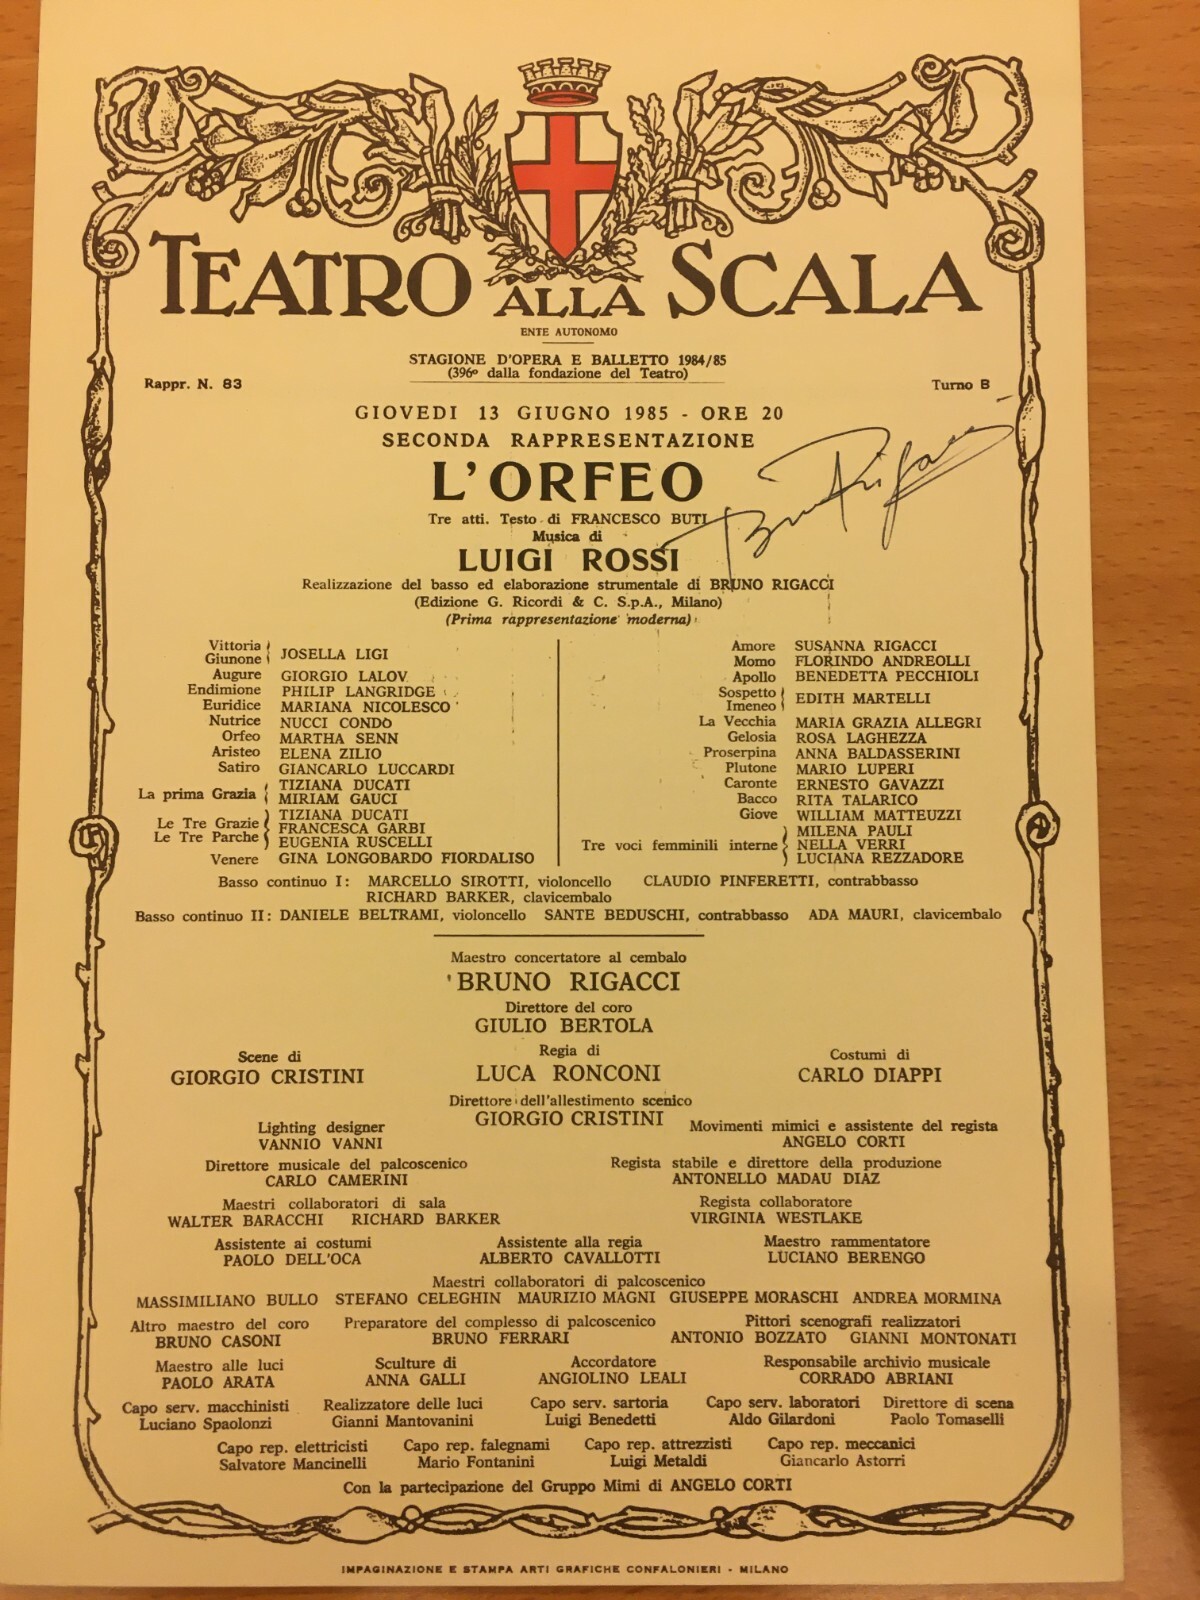 TEATRO ALLA SCALA
ENTE AUTONOMO
STAGIONE D'OPERA E BALLETTO 1984/85
(396º dalla fondazione del Teatro)
Rappr. N. 83
Turno B
GIOVEDI 13 GIUGNO 1985 - ORE 20
SECONDA RAPPRESENTAZIONE
L'ORFEO
Tre atti. Testo di FRANCESCO BUTI
Musica di
LUIGI ROSSI
Realizzazione del basso ed elaborazione strumentale di BRUNO RIGACCI
(Edizione G. Ricordi & C. S.p.A., Milano)
(Prima rappresentazione moderna)
Vittoria
Giunone JOSELLA LIGI
Augure GIORGIO LALOV
Endimione PHILIP LANGRIDGE
Euridice MARIANA NICOLESCO
Nutrice NUCCI CONDO
Orfeo MARTHA SENN
Aristeo ELENA ZILIO
Satiro GIANCARLO LUCCARDI
La prima Grazia TIZIANA DUCATI
MIRIAM GAUCI
Le Tre Grazie TIZIANA DUCATI
Le Tre Parche FRANCESCA GARBI
EUGENIA RUSCELLI
Venere GINA LONGOBARDO FIORDALISO
Amore SUSANNA RIGACCI
Momo FLORINDO ANDREOLLI
Apollo BENEDETTA PECCHIOLI
Sospetto
Imeneo EDITH MARTELLI
La Vecchia MARIA GRAZIA ALLEGRI
Gelosia ROSA LAGHEZZA
Proserpina ANNA BALDASSERINI
Plutone MARIO LUPERI
Caronte ERNESTO GAVAZZI
Bacco RITA TALARICO
Giove WILLIAM MATTEUZZI
Tre voci femminili interne MILENA PAULI
NELLA VERRI
LUCIANA REZZADORE
Basso continuo I: MARCELLO SIROTTI, violoncello CLAUDIO PINFERETTI, contrabbasso
RICHARD BARKER, clavicembalo
Basso continuo II: DANIELE BELTRAMI, violoncello SANTE BEDUSCHI, contrabbasso ADA MAURI, clavicembalo
Maestro concertatore al cembalo
BRUNO RIGACCI
Direttore del coro
GIULIO BERTOLA
Scene di
GIORGIO CRISTINI
Regia di
LUCA RONCONI
Costumi di
CARLO DIAPPI
Direttore dell'allestimento scenico
GIORGIO CRISTINI
Lighting designer
VANNIO VANNI
Movimenti mimici e assistente del regista
ANGELO CORTI
Direttore musicale del palcoscenico
CARLO CAMERINI
Regista stabile e direttore della produzione
ANTONELLO MADAU DIAZ
Maestri collaboratori di sala
WALTER BARACCHI RICHARD BARKER
Regista collaboratore
VIRGINIA WESTLAKE
Assistente ai costumi
PAOLO DELL'OCA
Assistente alla regia
ALBERTO CAVALLOTTI
Maestro rammentatore
LUCIANO BERENGO
Maestri collaboratori di palcoscenico
MASSIMILIANO BULLO STEFANO CELEGHIN MAURIZIO MAGNI GIUSEPPE MORASCHI ANDREA MORMINA
Altro maestro del coro
BRUNO CASONI
Preparatore del complesso di palcoscenico
BRUNO FERRARI
Pittori scenografi realizzatori
ANTONIO BOZZATO GIANNI MONTONATI
Maestro alle luci
PAOLO ARATA
Sculture di
ANNA GALLI
Accordatore
ANGIOLINO LEALI
Responsabile archivio musicale
CORRADO ABRIANI
Capo serv. macchinisti
Luciano Spaolonzi
Realizzatore delle luci
Gianni Mantovanini
Capo serv. sartoria
Luigi Benedetti
Capo serv. laboratori
Aldo Gilardoni
Direttore di scena
Paolo Tomaselli
Capo rep. elettricisti
Salvatore Mancinelli
Capo rep. falegnami
Mario Fontanini
Capo rep. attrezzisti
Luigi Metaldi
Capo rep. meccanici
Giancarlo Astorri
Con la partecipazione del Gruppo Mimi di ANGELO CORTI
IMPAGINAZIONE E STAMPA ARTI GRAFICHE CONFALONIERI - MILANO